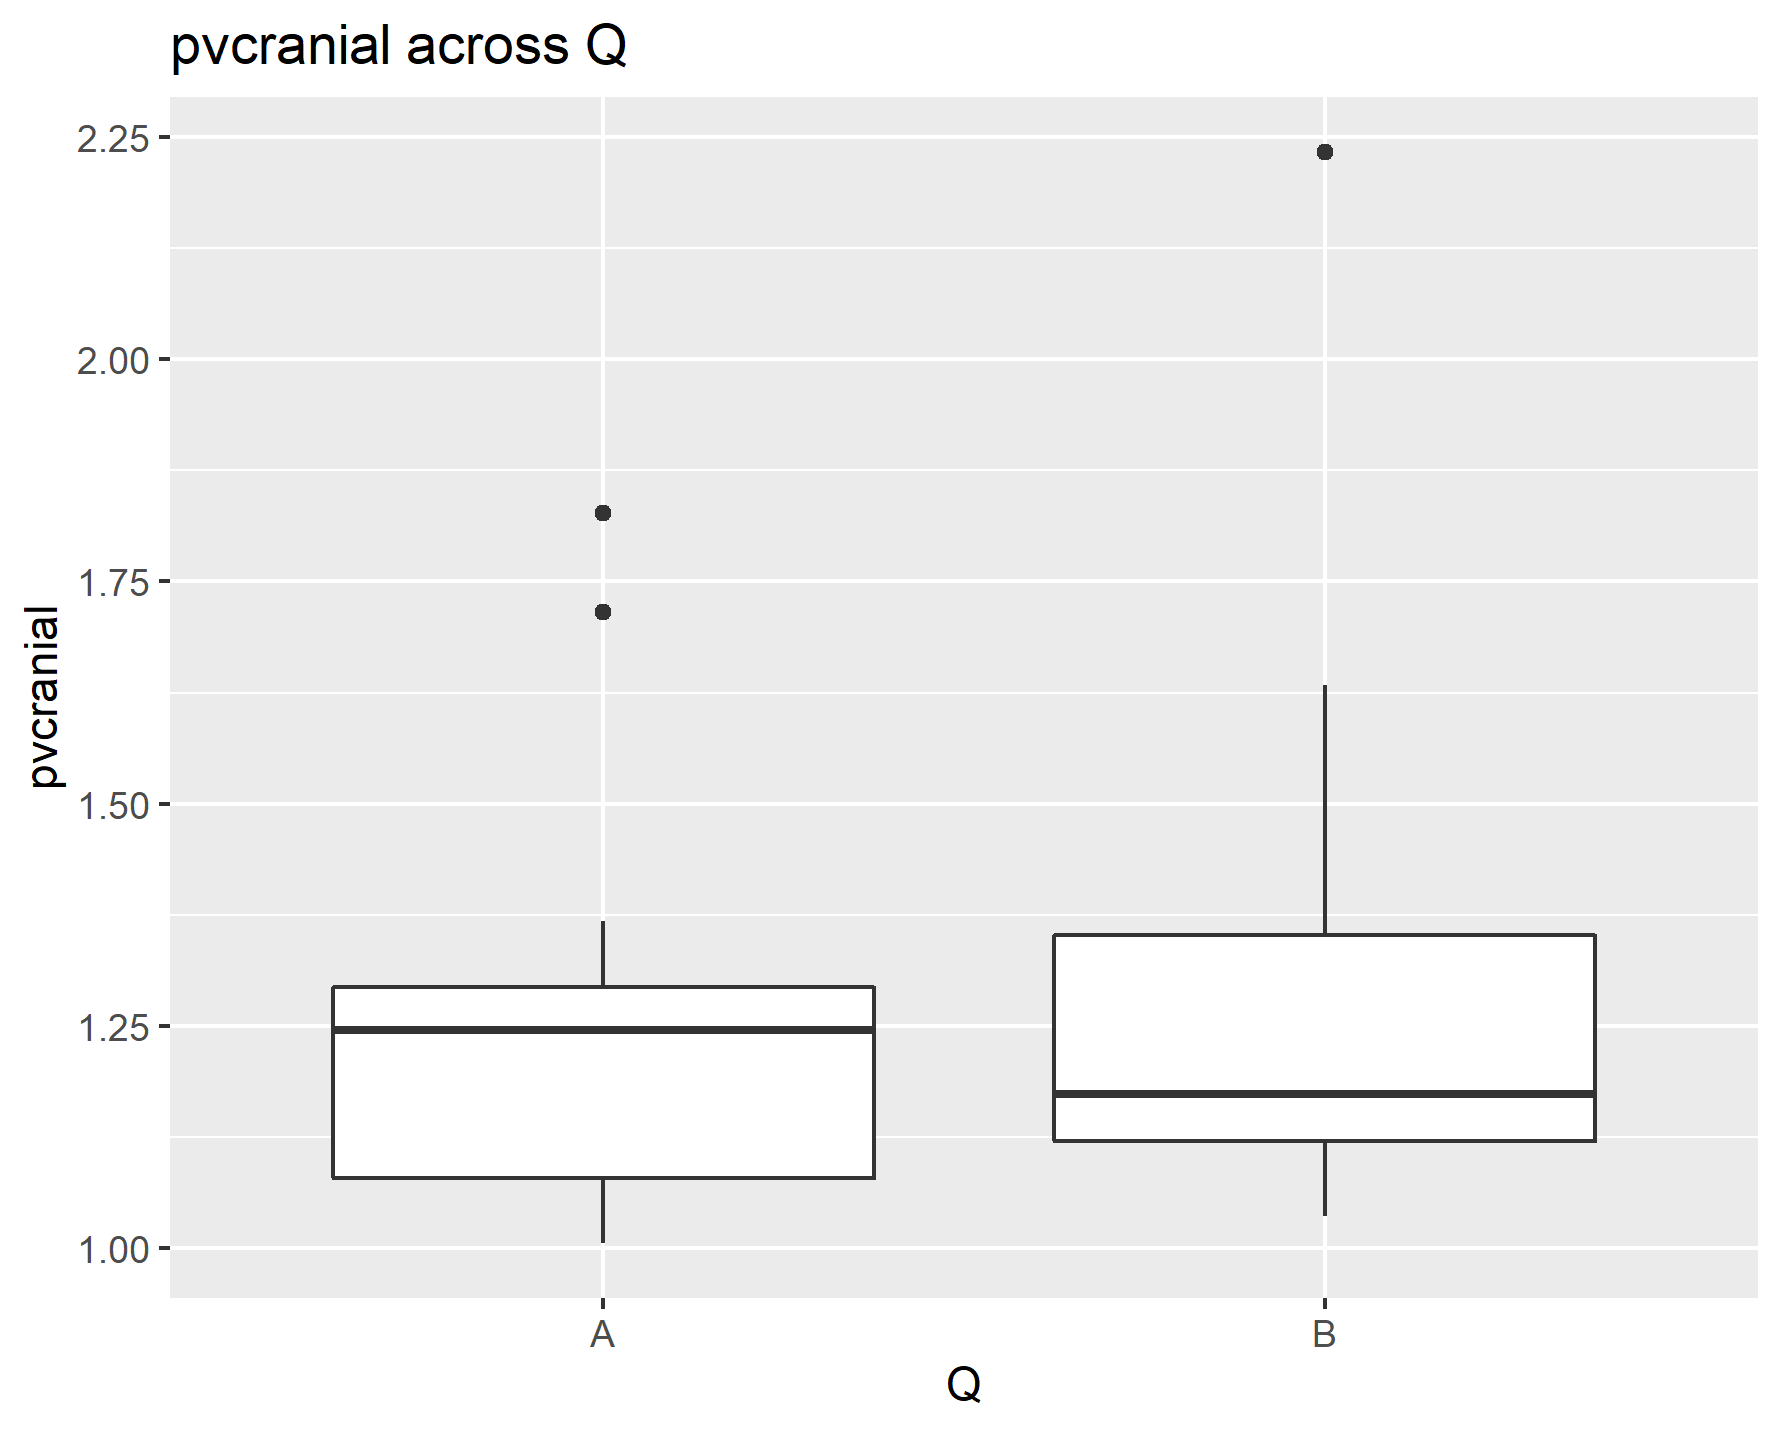 pvcranial across Q
2.25
2.00
1.75
1.50
1.25
1.00
pvcranial
A
B
Q